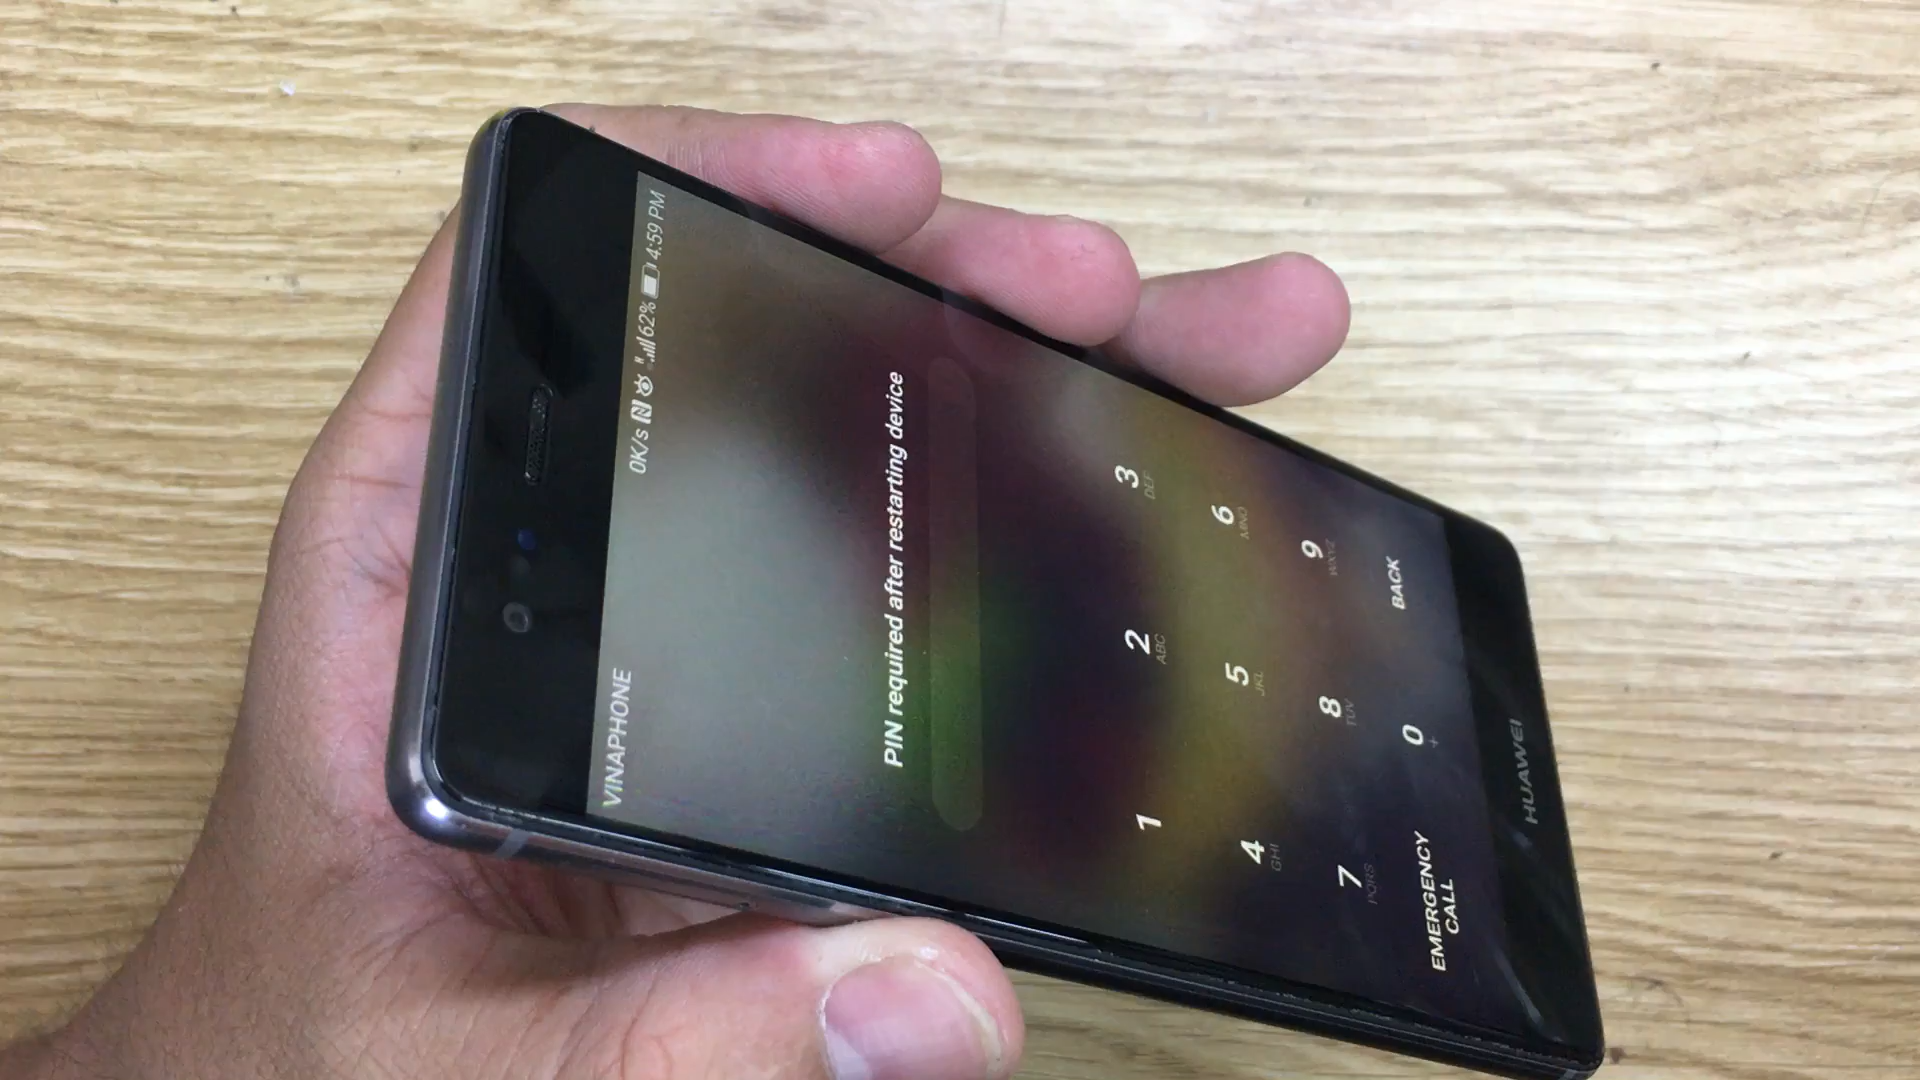 VINAPHONE 0K/s H 62% 4:59 PM
PIN required after restarting device
1 2 3
ABC DEF
4 5 6
GHI JKL MNO
7 8 9
PQRS TUV WXYZ
EMERGENCY
CALL
0
+
BACK
HUAWEI